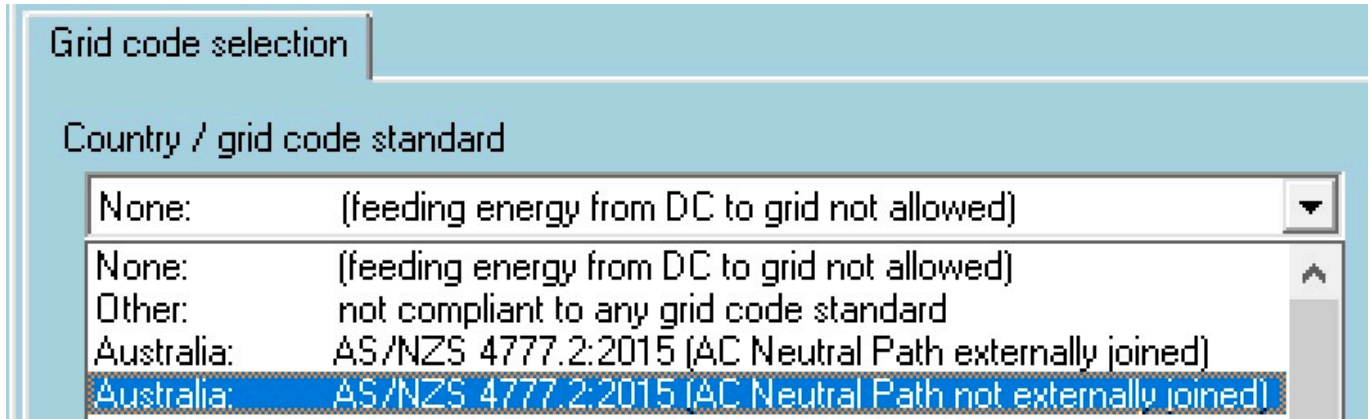 Grid code selection
Country / grid code standard
None: (feeding energy from DC to grid not allowed)
None: (feeding energy from DC to grid not allowed)
Other: not compliant to any grid code standard
Australia: AS/NZS 4777.2:2015 (AC Neutral Path externally joined)
Australia: AS/NZS 4777.2:2015 (AC Neutral Path not externally joined)